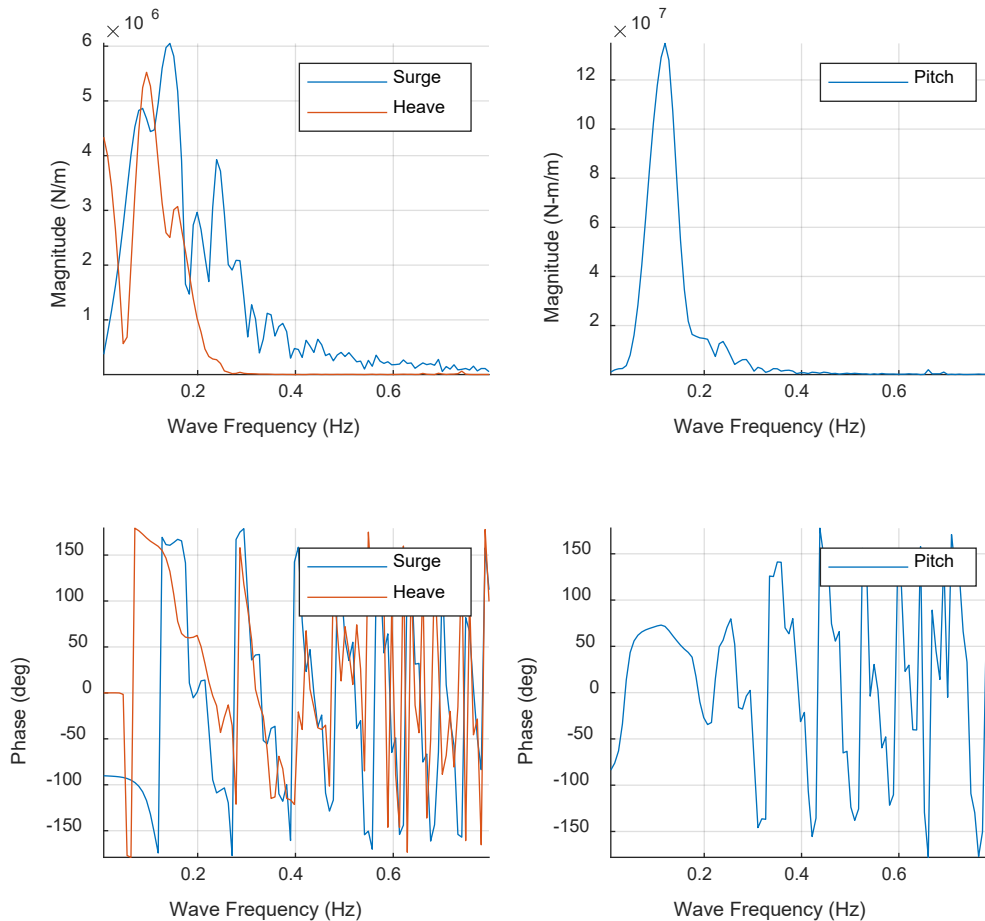 × 10 6
6
5
4
3
2
1
0.2 0.4 0.6
Magnitude (N/m)
Wave Frequency (Hz)
Surge
Heave
× 10 7
12
10
8
6
4
2
0.2 0.4 0.6
Magnitude (N-m/m)
Wave Frequency (Hz)
Pitch
150
100
50
0
-50
-100
-150
0.2 0.4 0.6
Phase (deg)
Wave Frequency (Hz)
Surge
Heave
150
100
50
0
-50
-100
-150
0.2 0.4 0.6
Phase (deg)
Wave Frequency (Hz)
Pitch